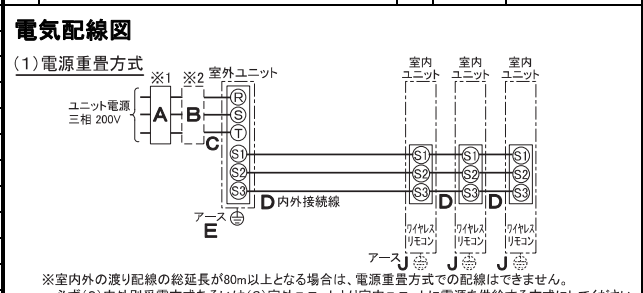 電気配線図
(1)電源重畳方式
※1 ※2 室外ユニット
室内
ユニット
室内
ユニット
室内
ユニット
ユニット電源
三相 200V
A
B
C
R
S
T
S1
S2
S3
S1
S2
S3
S1
S2
S3
S1
S2
S3
D 内外接続線
D
D
アース
E
ワイヤレス
リモコン
ワイヤレス
リモコン
ワイヤレス
リモコン
アース J
J
J
※室内外の渡り配線の総延長が80m以上となる場合は、電源重畳方式での配線はできません。